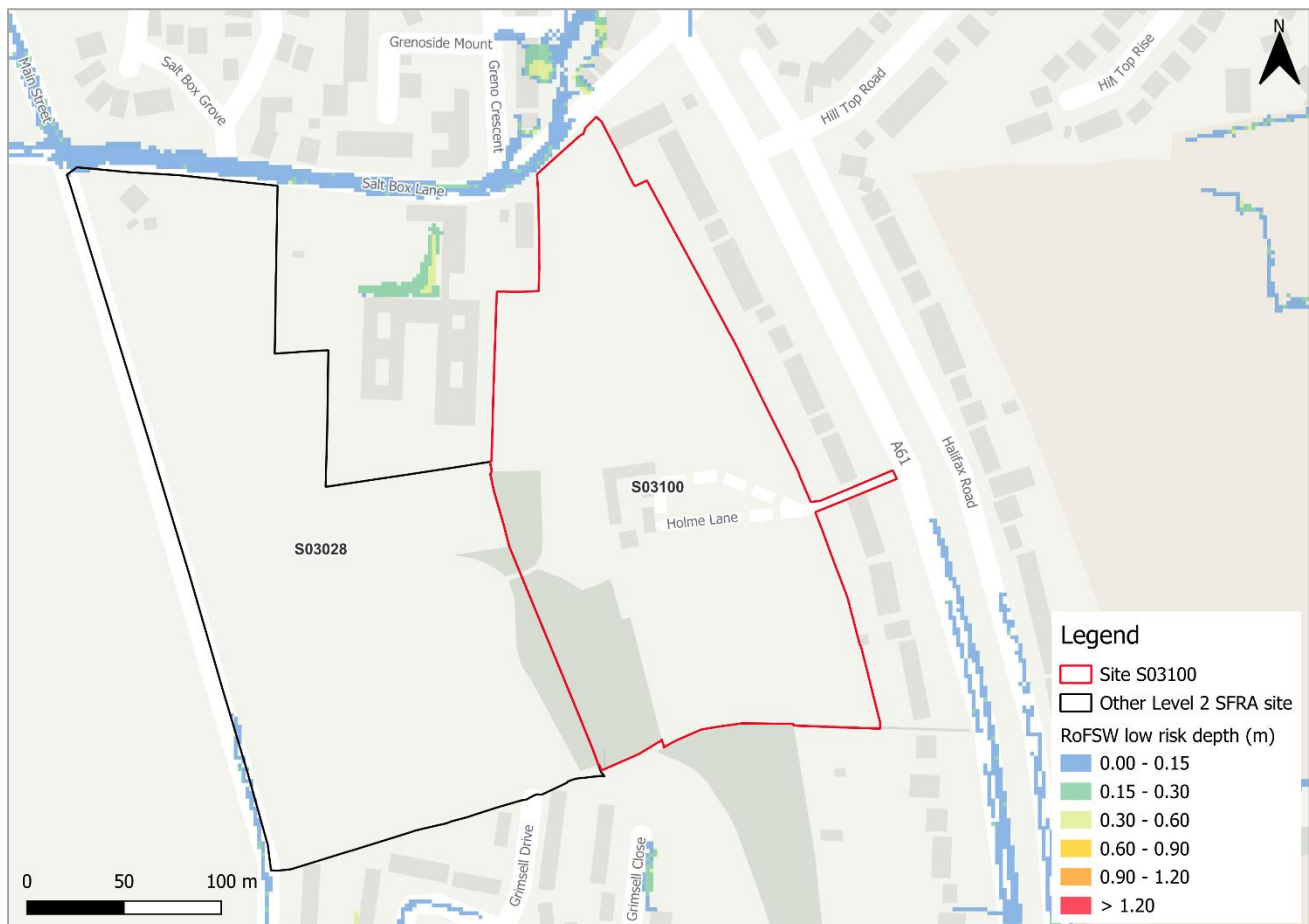 N
Grenoside Mount
Main Street
Salt Box Grove
Greno Crescent
Hill Top Road
Hill Top Rise
Salt Box Lane
S03100
Holme Lane
A61
Halifax Road
S03028
Grimsell Drive
Grimsell Close
0 50 100 m
Legend
Site S03100
Other Level 2 SFRA site
RoFSW low risk depth (m)
0.00 - 0.15
0.15 - 0.30
0.30 - 0.60
0.60 - 0.90
0.90 - 1.20
> 1.20